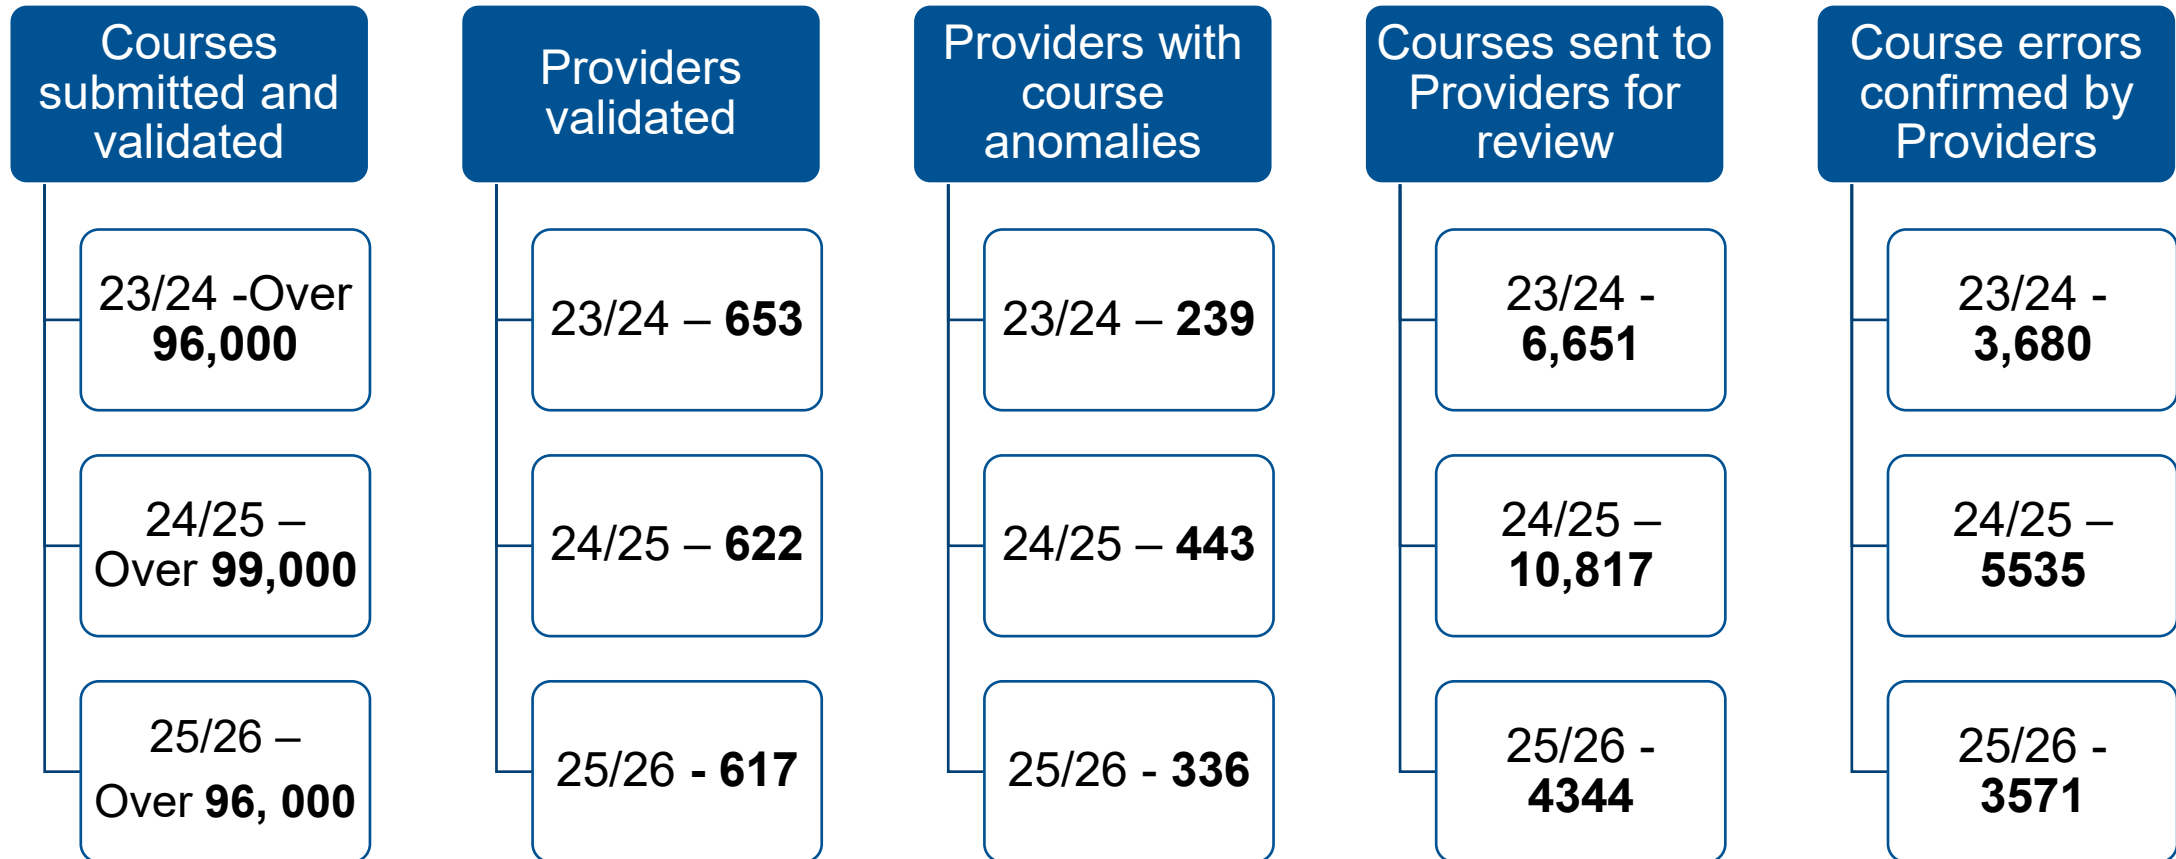 Courses
submitted and
validated
23/24 -Over
96,000
24/25 –
Over 99,000
25/26 –
Over 96, 000
Providers
validated
23/24 – 653
24/25 – 622
25/26 - 617
Providers with
course
anomalies
23/24 – 239
24/25 – 443
25/26 - 336
Courses sent to
Providers for
review
23/24 -
6,651
24/25 –
10,817
25/26 -
4344
Course errors
confirmed by
Providers
23/24 -
3,680
24/25 –
5535
25/26 -
3571